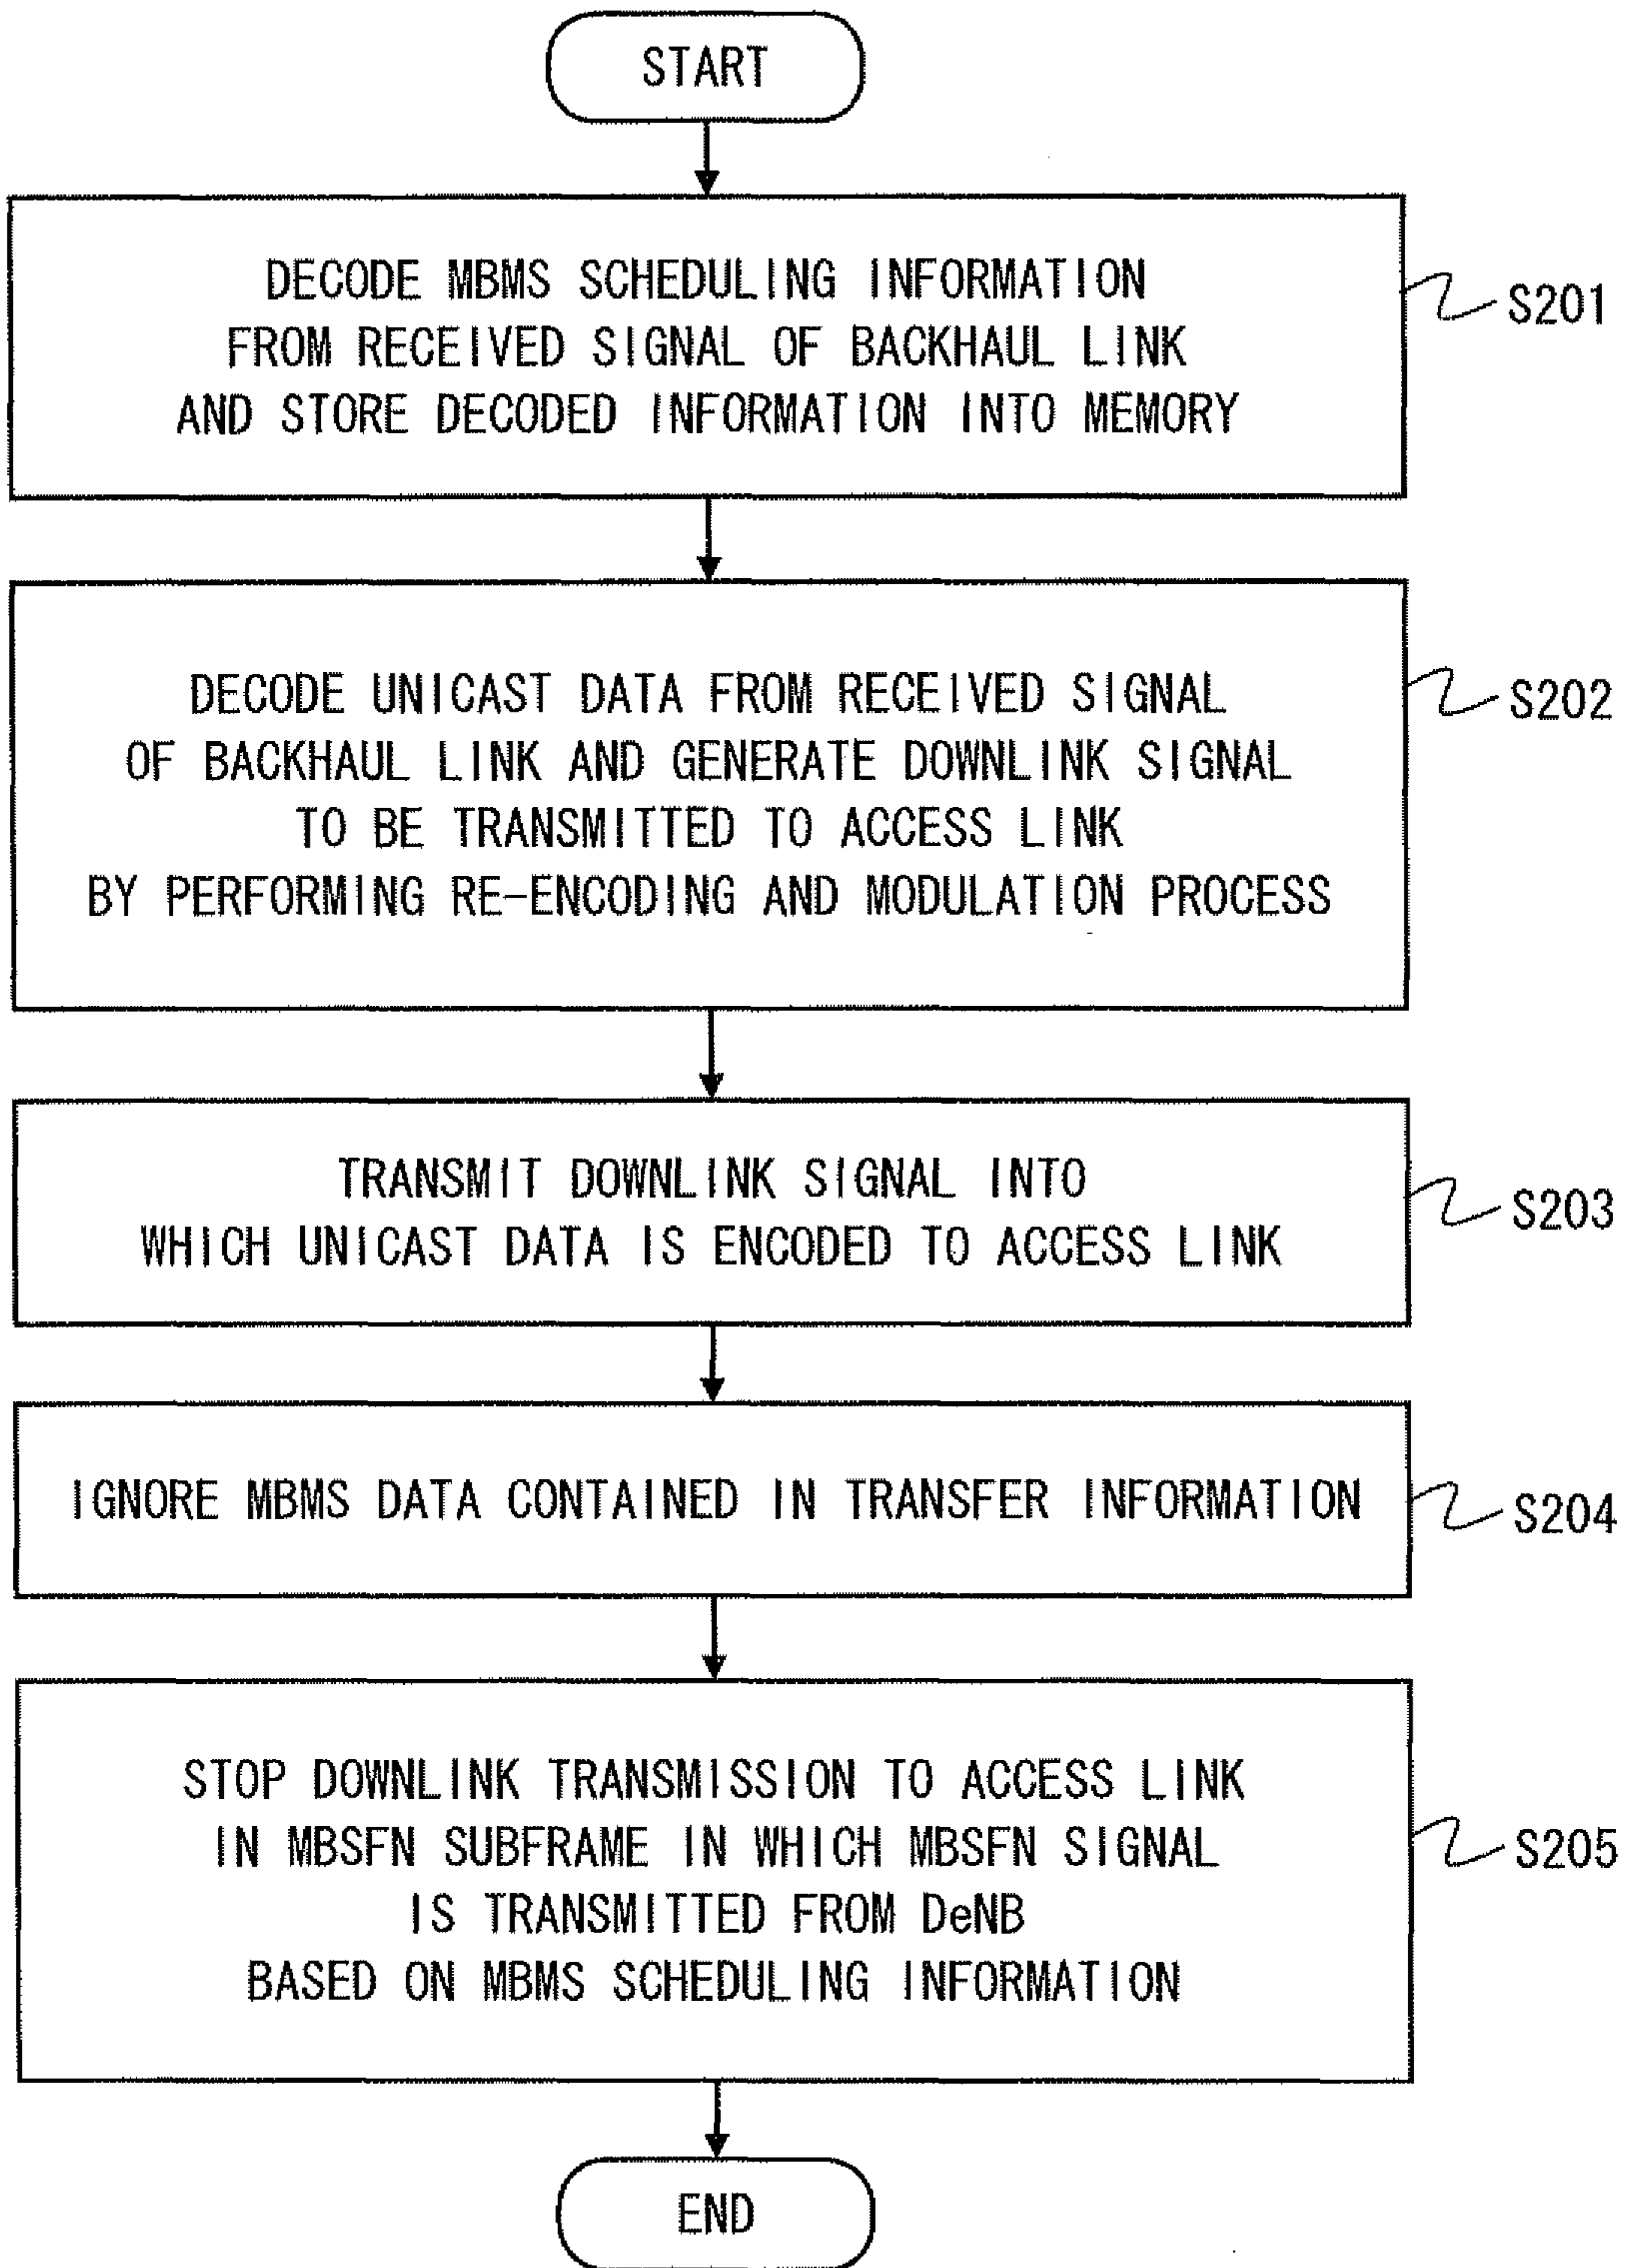 START
DECODE MBMS SCHEDULING INFORMATION
FROM RECEIVED SIGNAL OF BACKHAUL LINK
AND STORE DECODED INFORMATION INTO MEMORY
S201
DECODE UNICAST DATA FROM RECEIVED SIGNAL
OF BACKHAUL LINK AND GENERATE DOWNLINK SIGNAL
TO BE TRANSMITTED TO ACCESS LINK
BY PERFORMING RE-ENCODING AND MODULATION PROCESS
S202
TRANSMIT DOWNLINK SIGNAL INTO
WHICH UNICAST DATA IS ENCODED TO ACCESS LINK
S203
IGNORE MBMS DATA CONTAINED IN TRANSFER INFORMATION
S204
STOP DOWNLINK TRANSMISSION TO ACCESS LINK
IN MBSFN SUBFRAME IN WHICH MBSFN SIGNAL
IS TRANSMITTED FROM DeNB
BASED ON MBMS SCHEDULING INFORMATION
S205
END